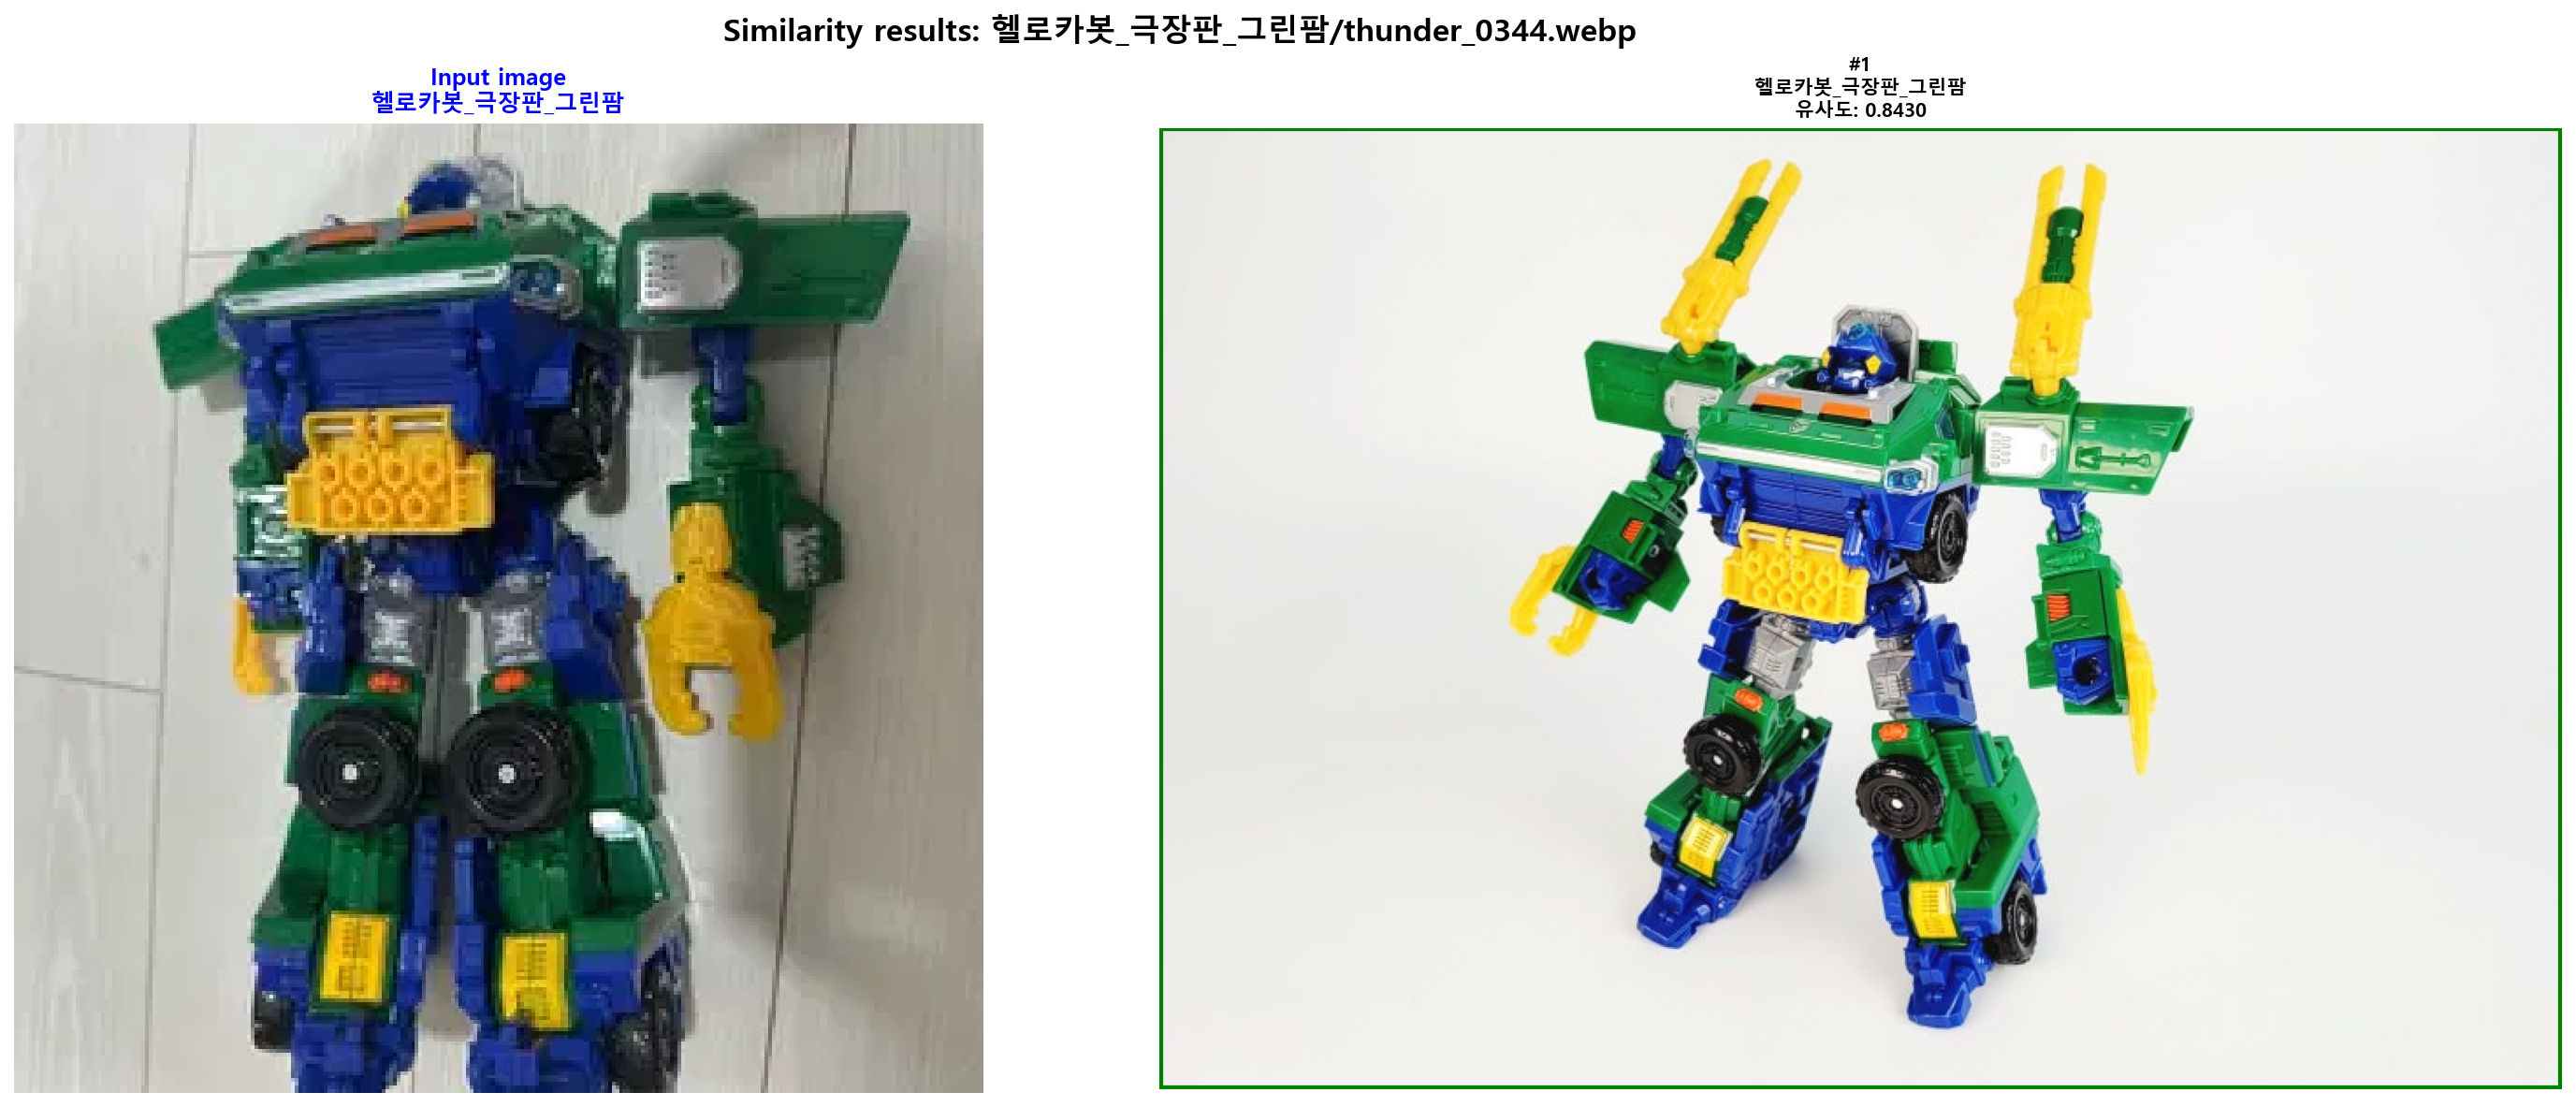 Similarity results: 헬로카봇_극장판_그린팜/thunder_0344.webp
Input image
헬로카봇_극장판_그린팜
#1
헬로카봇_극장판_그린팜
유사도: 0.8430